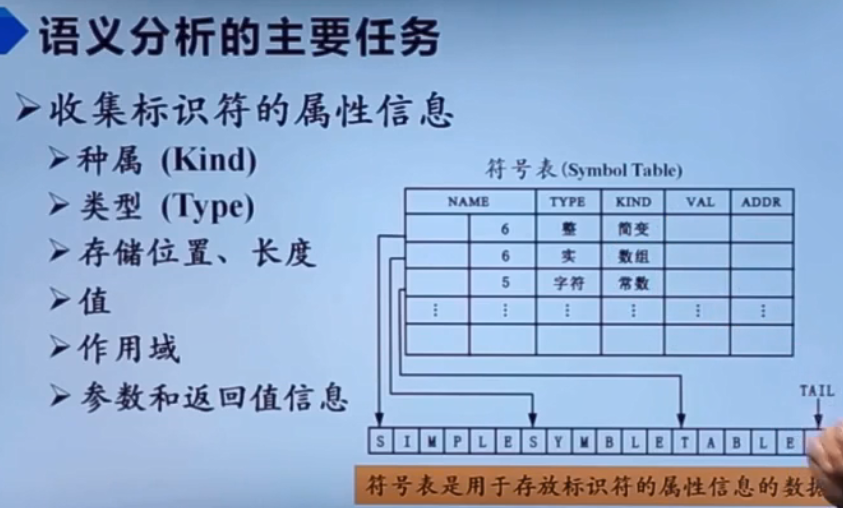 语义分析的主要任务
➢收集标识符的属性信息
➢种属 (Kind)
➢类型 (Type)
➢存储位置、长度
➢值
➢作用域
➢参数和返回值信息
符号表(Symbol Table)
NAME TYPE KIND VAL ADDR
6 整 简变
6 实 数组
5 字符 常数
⋮ ⋮ ⋮ ⋮ ⋮ ⋮
TAIL
S I M P L E S Y M B L E T A B L E
符号表是用于存放标识符的属性信息的数据